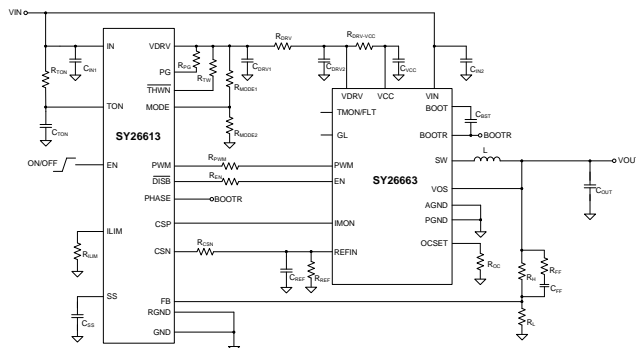 VIN
IN
CIN1
RTON
TON
CTON
ON/OFF
EN
ILIM
RILIM
SS
CSS
SY26613
VDRV
PG
THWN
MODE
PWM
DISB
PHASE
CSP
CSN
FB
RGND
GND
RPG
RTW
RMODE1
RMODE2
CDRV1
RDRV
CDRV2
RDRV-VCC
CVCC
CIN2
RPWM
REN
BOOTR
RCSN
CREF
RREF
VDRV
VCC
VIN
TMON/FLT
GL
PWM
EN
IMON
REFIN
SY26663
BOOT
BOOTR
SW
VOS
AGND
PGND
OCSET
CBST
BOOTR
L
VOU
COUT
ROC
RH
RFF
CFF
RL